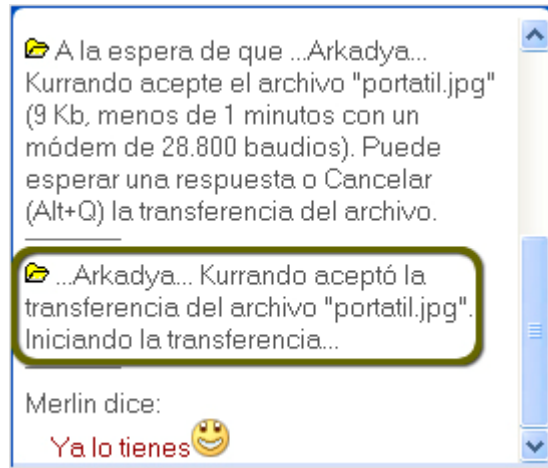 A la espera de que ...Arkadya...
Kurrando acepte el archivo "portatil.jpg"
(9 Kb, menos de 1 minutos con un
módem de 28.800 baudios). Puede
esperar una respuesta o Cancelar
(Alt+Q) la transferencia del archivo.
...Arkadya... Kurrando aceptó la
transferencia del archivo "portatil.jpg".
Iniciando la transferencia...
Merlin dice:
Ya lo tienes